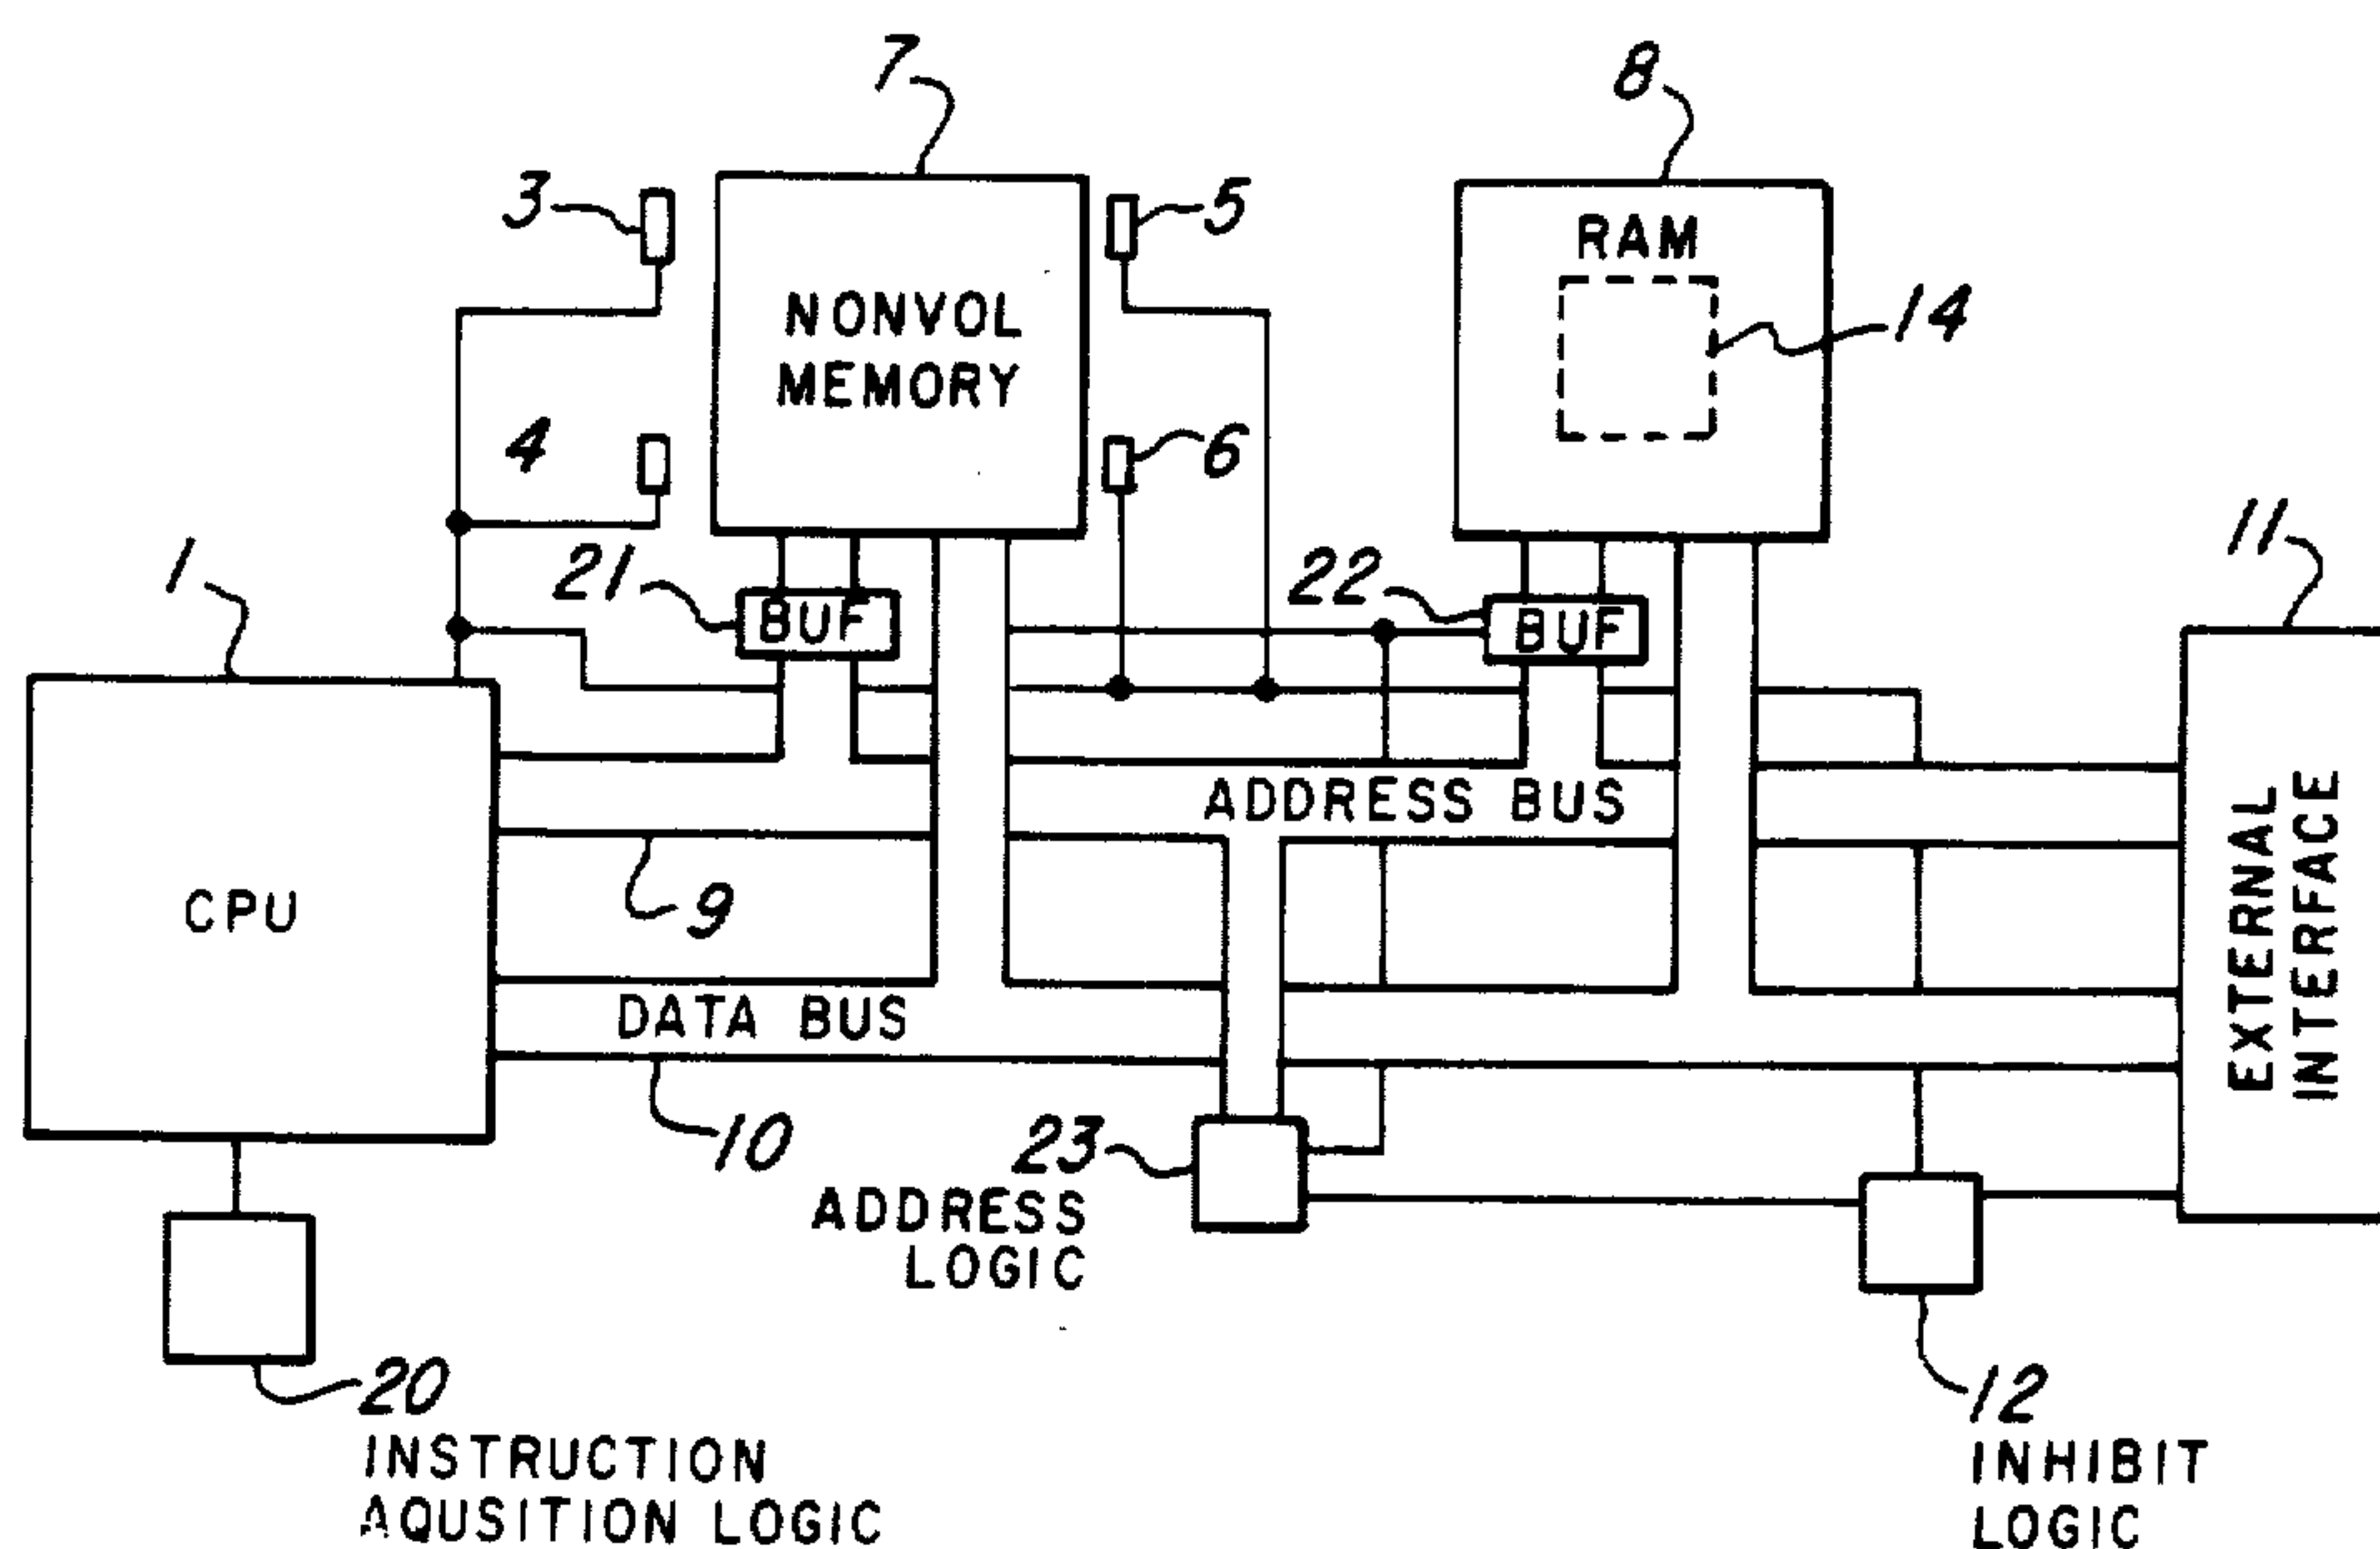 7
8
3
5
RAM
NONVOL
MEMORY
14
4
6
1
21
BUF
22
BUF
11
ADDRESS BUS
CPU
9
EXTERNAL
INTERFACE
DATA BUS
10
23
ADDRESS
LOGIC
20
INSTRUCTION
AQUSITION LOGIC
12
INHIBIT
LOGIC